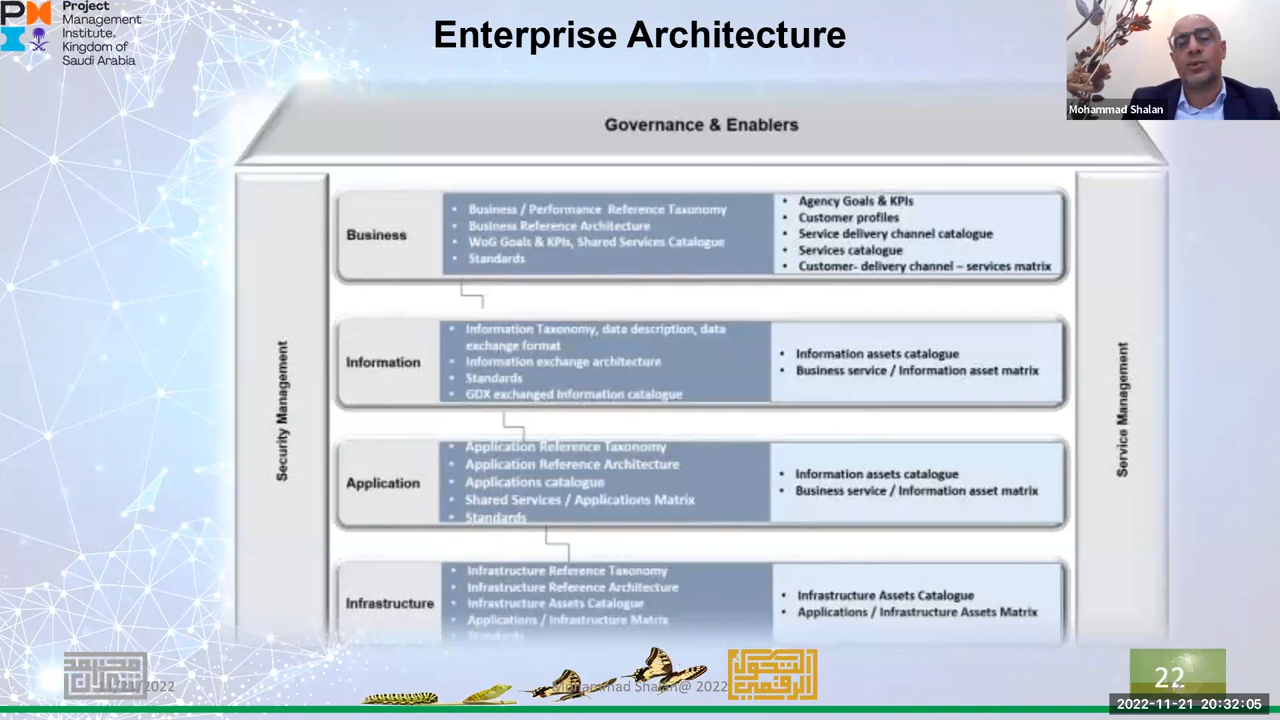 Project
Management
Institute.
Kingdom of
Saudi Arabia
Enterprise Architecture
Mohammad Shalan
Governance & Enablers
Security Management
Business
• Business / Performance Reference Taxonomy
• Business Reference Architecture
• WoG Goals & KPIs, Shared Services Catalogue
• Standards
• Agency Goals & KPIs
• Customer profiles
• Service delivery channel catalogue
• Services catalogue
• Customer- delivery channel – services matrix
Information
• Information Taxonomy, data description, data
exchange format
• Information exchange architecture
• Standards
• GDX exchanged Information catalogue
• Information assets catalogue
• Business service / Information asset matrix
Application
• Application Reference Taxonomy
• Application Reference Architecture
• Applications catalogue
• Shared Services / Applications Matrix
• Standards
• Information assets catalogue
• Business service / Information asset matrix
Infrastructure
• Infrastructure Reference Taxonomy
• Infrastructure Reference Architecture
• Infrastructure Assets Catalogue
• Applications / Infrastructure Matrix
• Standards
• Infrastructure Assets Catalogue
• Applications / Infrastructure Assets Matrix
Service Management
Mohammad Shalan@ 2022
التحول
الرقمي
22
2022-11-21 20:32:05